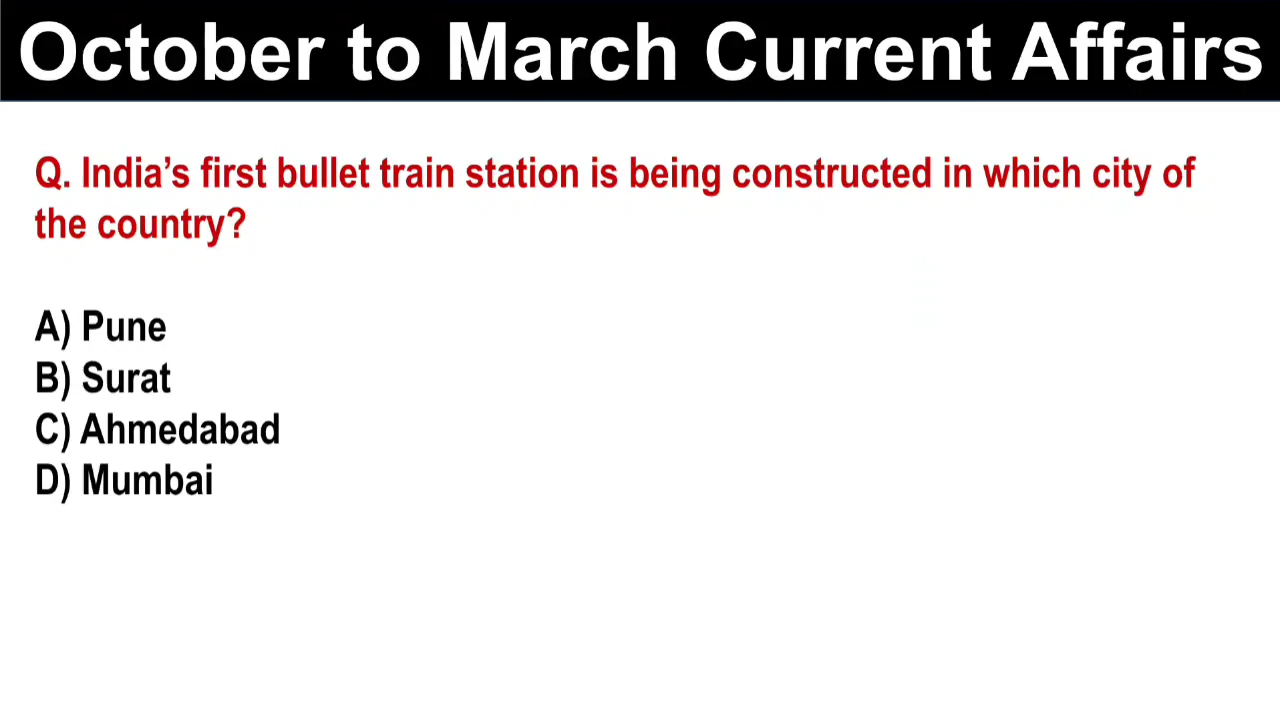 October to March Current Affairs
Q. India’s first bullet train station is being constructed in which city of
the country?
A) Pune
B) Surat
C) Ahmedabad
D) Mumbai